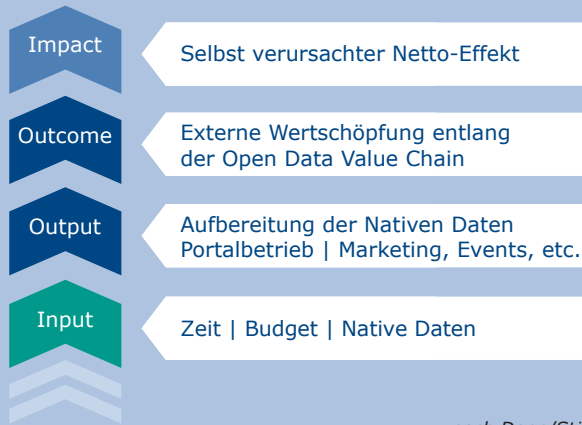 Impact
Selbst verursachter Netto-Effekt
Outcome
Externe Wertschöpfung entlang
der Open Data Value Chain
Output
Aufbereitung der Nativen Daten
Portalbetrieb | Marketing, Events, etc.
Input
Zeit | Budget | Native Daten